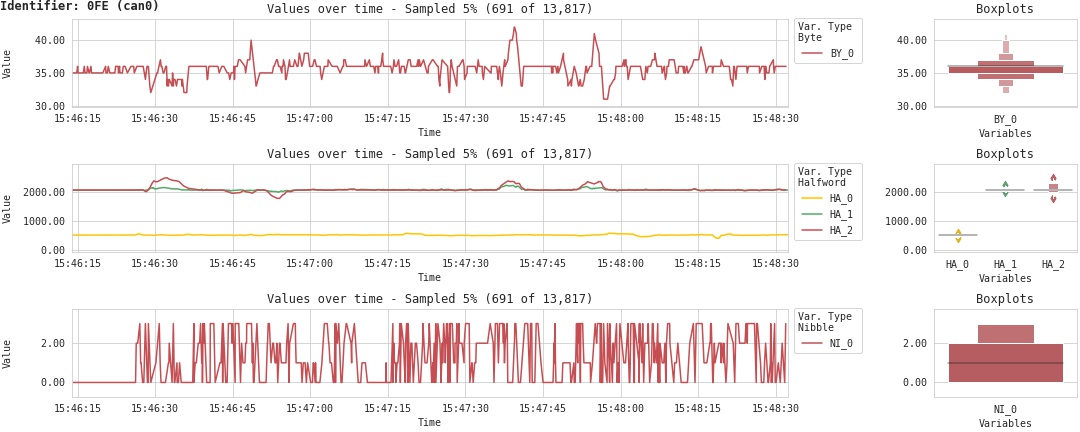 Identifier: 0FE (can0)
Values over time - Sampled 5% (691 of 13,817)
Value
40.00
35.00
30.00
15:46:15 15:46:30 15:46:45 15:47:00 15:47:15 15:47:30 15:47:45 15:48:00 15:48:15 15:48:30
Time
Var. Type
Byte
BY_0
Boxplots
40.00
35.00
30.00
BY_0
Variables
Values over time - Sampled 5% (691 of 13,817)
Value
2000.00
1000.00
0.00
15:46:15 15:46:30 15:46:45 15:47:00 15:47:15 15:47:30 15:47:45 15:48:00 15:48:15 15:48:30
Time
Var. Type
Halfword
HA_0
HA_1
HA_2
Boxplots
2000.00
1000.00
0.00
HA_0 HA_1 HA_2
Variables
Values over time - Sampled 5% (691 of 13,817)
Value
2.00
0.00
15:46:15 15:46:30 15:46:45 15:47:00 15:47:15 15:47:30 15:47:45 15:48:00 15:48:15 15:48:30
Time
Var. Type
Nibble
NI_0
Boxplots
2.00
0.00
NI_0
Variables